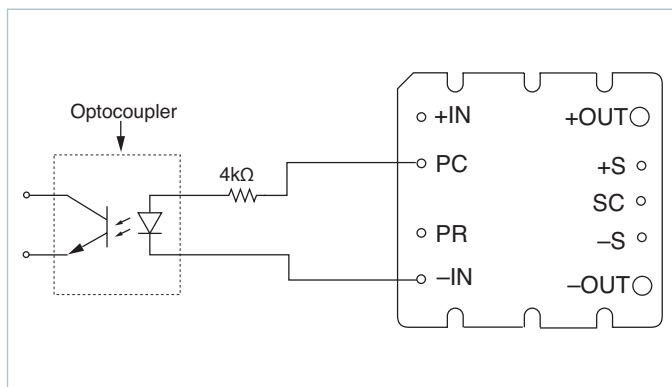 Optocoupler
4kΩ
+IN
PC
PR
–IN
+OUT
+S
SC
–S
–OUT